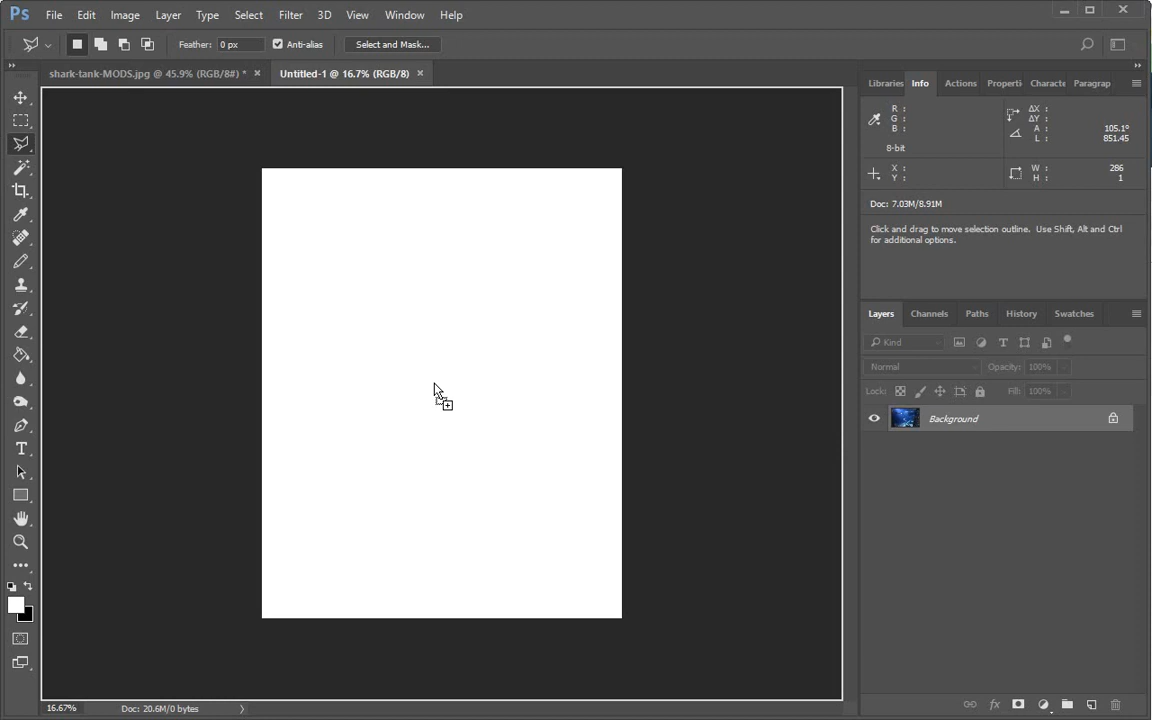 Ps File Edit Image Layer Type Select Filter 3D View Window Help
Feather: 0 px Anti-alias Select and Mask...
shark-tank-MODS.jpg @ 45.9% (RGB/8#) * × Untitled-1 @ 16.7% (RGB/8) ×
Libraries Info Actions Properti Characte Paragrap
R :
G :
B :
8-bit
ΔX :
ΔY :
A : 105.1°
L : 851.45
X :
Y :
W : 286
H : 1
Doc: 7.03M/8.91M
Click and drag to move selection outline. Use Shift, Alt and Ctrl
for additional options.
Layers Channels Paths History Swatches
Kind
Normal Opacity: 100%
Lock: Fill: 100%
Background
fx
16.67% Doc: 20.6M/0 bytes